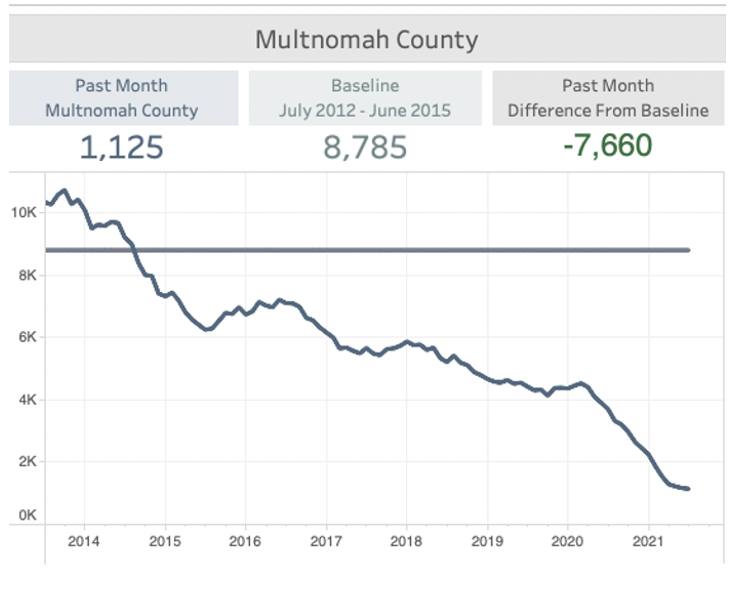 Multnomah County
Past Month
Multnomah County
1,125
Baseline
July 2012 - June 2015
8,785
Past Month
Difference From Baseline
-7,660
10K
8K
6K
4K
2K
0K
2014 2015 2016 2017 2018 2019 2020 2021